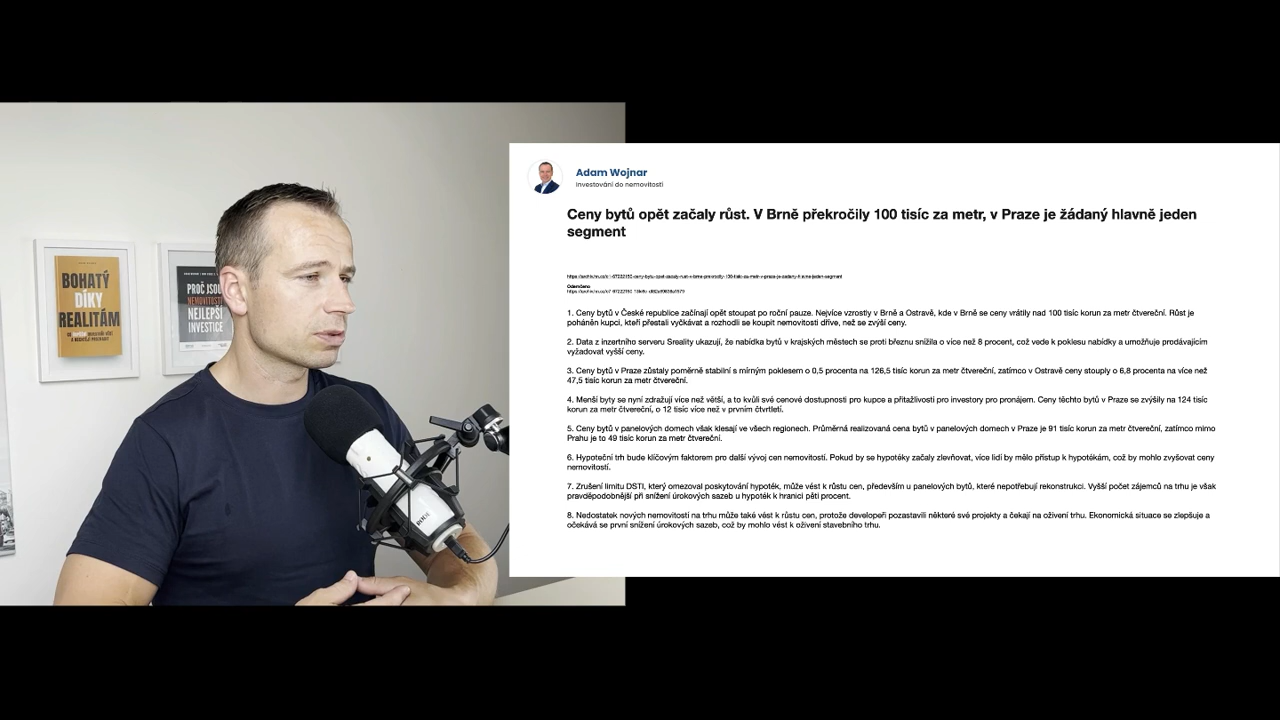 BOHATÝ
DÍKY
REALITÁM
PROČ JSOU
NEMOVITOSTI
NEJLEPŠÍ
INVESTICE
RØDE
Adam Wojnar
Investování do nemovitostí
Ceny bytů opět začaly růst. V Brně překročily 100 tisíc za metr, v Praze je žádaný hlavně jeden
segment
Odemčeno
1. Ceny bytů v České republice začínají opět stoupat po roční pauze. Nejvíce vzrostly v Brně a Ostravě, kde v Brně se ceny vrátily nad 100 tisíc korun za metr čtvereční. Růst je
poháněn kupci, kteří přestali vyčkávat a rozhodli se koupit nemovitosti dříve, než se zvýší ceny.
2. Data z inzertního serveru Sreality ukazují, že nabídka bytů v krajských městech se proti březnu snížila o více než 8 procent, což vede k poklesu nabídky a umožňuje prodávajícím
vyžadovat vyšší ceny.
3. Ceny bytů v Praze zůstaly poměrně stabilní s mírným poklesem o 0,5 procenta na 126,5 tisíc korun za metr čtvereční, zatímco v Ostravě ceny stouply o 6,8 procenta na více než
47,5 tisíc korun za metr čtvereční.
4. Menší byty se nyní zdražují více než větší, a to kvůli své cenové dostupnosti pro kupce a přitažlivosti pro investory pro pronájem. Ceny těchto bytů v Praze se zvýšily na 124 tisíc
korun za metr čtvereční, o 12 tisíc více než v prvním čtvrtletí.
5. Ceny bytů v panelových domech však klesají ve všech regionech. Průměrná realizovaná cena bytů v panelových domech v Praze je 91 tisíc korun za metr čtvereční, zatímco mimo
Prahu je to 49 tisíc korun za metr čtvereční.
6. Hypoteční trh bude klíčovým faktorem pro další vývoj cen nemovitostí. Pokud by se hypotéky začaly zlevňovat, více lidí by mělo přístup k hypotékám, což by mohlo zvyšovat ceny
nemovitostí.
7. Zrušení limitu DSTI, který omezoval poskytování hypoték, může vést k růstu cen, především u panelových bytů, které nepotřebují rekonstrukci. Vyšší počet zájemců na trhu je však
pravděpodobnější při snížení úrokových sazeb u hypoték k hranici pěti procent.
8. Nedostatek nových nemovitostí na trhu může také vést k růstu cen, protože developeři pozastavili některé své projekty a čekají na oživení trhu. Ekonomická situace se zlepšuje a
očekává se první snížení úrokových sazeb, což by mohlo vést k oživení stavebního trhu.